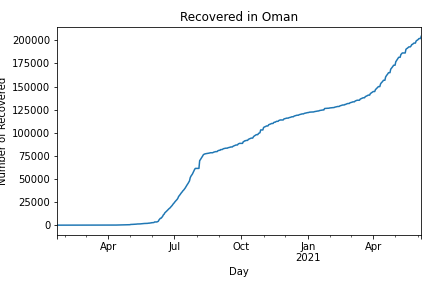 Recovered in Oman
Number of Recovered
200000
175000
150000
125000
100000
75000
50000
25000
0
Apr Jul Oct Jan Apr
2021
Day